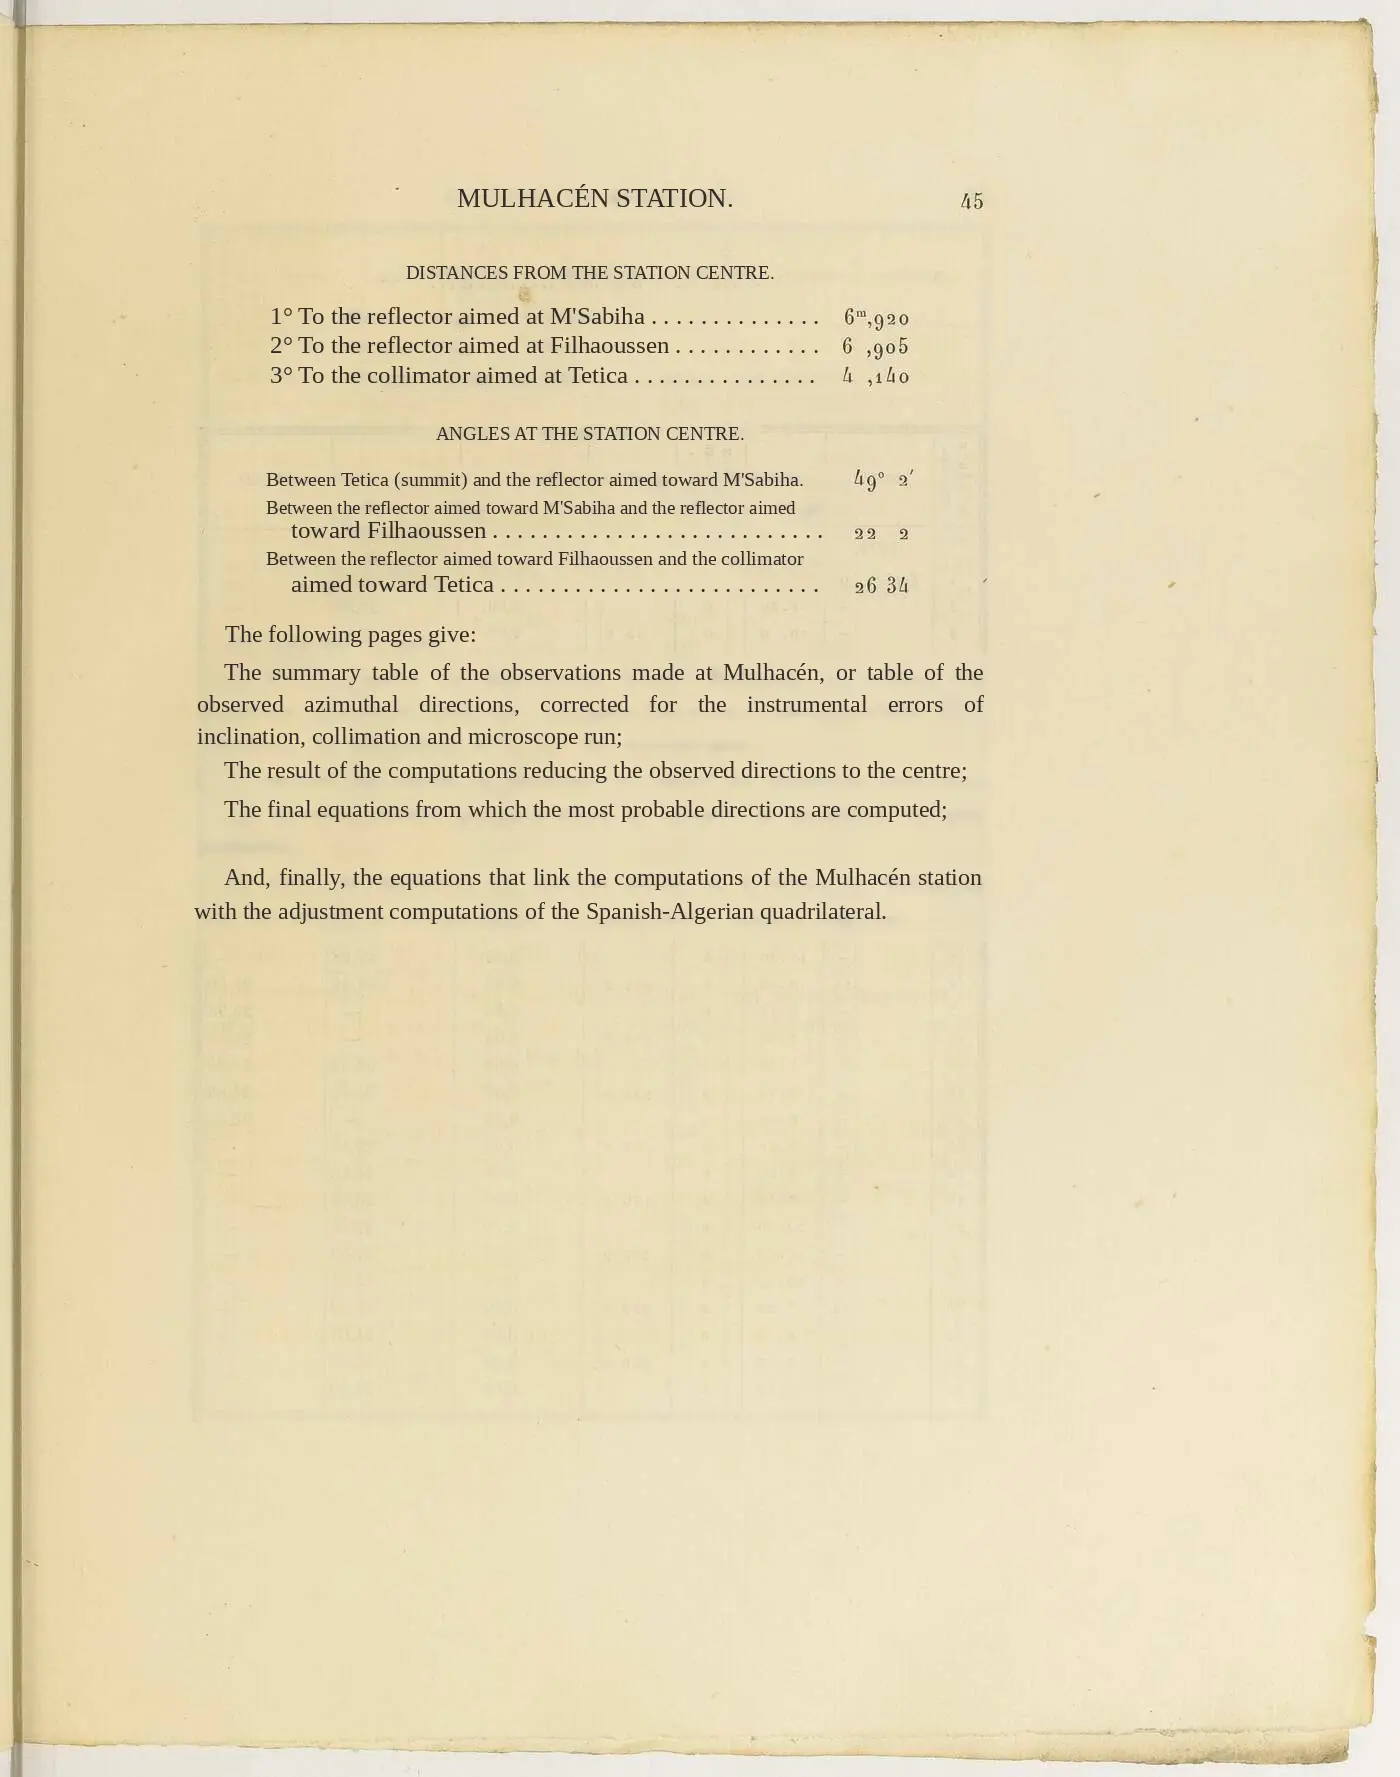 MULHACÉN STATION. 45
DISTANCES FROM THE STATION CENTRE.
1° To the reflector aimed at M'Sabiha . . . . . . . . . . . . . . 6ᵐ,920
2° To the reflector aimed at Filhaoussen . . . . . . . . . . . . 6 ,905
3° To the collimator aimed at Tetica . . . . . . . . . . . . . . . 4 ,140
ANGLES AT THE STATION CENTRE.
Between Tetica (summit) and the reflector aimed toward M'Sabiha. 49° 2′
Between the reflector aimed toward M'Sabiha and the reflector aimed
toward Filhaoussen . . . . . . . . . . . . . . . . . . . . . . . . . . . 22 2
Between the reflector aimed toward Filhaoussen and the collimator
aimed toward Tetica . . . . . . . . . . . . . . . . . . . . . . . . . . 26 34
The following pages give:
The summary table of the observations made at Mulhacén, or table of the
observed azimuthal directions, corrected for the instrumental errors of
inclination, collimation and microscope run;
The result of the computations reducing the observed directions to the centre;
The final equations from which the most probable directions are computed;
And, finally, the equations that link the computations of the Mulhacén station
with the adjustment computations of the Spanish-Algerian quadrilateral.